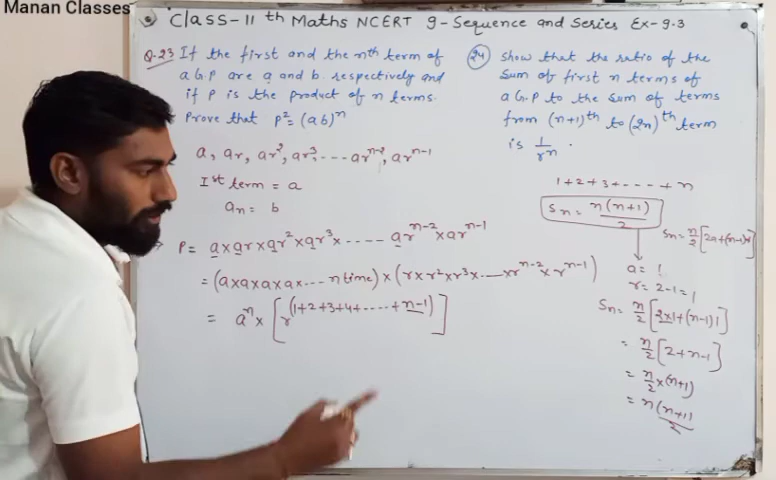 Manan Classes
Class-11th Maths NCERT 9-Sequence and Series Ex-9.3
Q.23 If the first and the nth term of
a G.P are a and b. respectively and
if P is the product of n terms.
Prove that P² = (ab)ⁿ
a, ar, ar², ar³, ---- arⁿ⁻², arⁿ⁻¹
Ist term = a
aₙ = b
P = a×ar×ar²×ar³×---- arⁿ⁻²×arⁿ⁻¹
= (a×a×a×a×... n time)×(r×r²×r³×...×rⁿ⁻²×rⁿ⁻¹)
= aⁿ × [r^(1+2+3+4+.....+n-1)]
24 Show that the ratio of the
Sum of first n terms of
a G.P to the sum of terms
from (n+1)th to (2n)th term
is 1/rⁿ.
1+2+3+----+n
Sₙ = n(n+1)/2
Sₙ = n/2[2a+(n-1)r]
a = 1
r = 2-1 = 1
Sₙ = n/2[2×1+(n-1)1]
= n/2[2+n-1]
= n/2×(n+1)
= n(n+1)/2